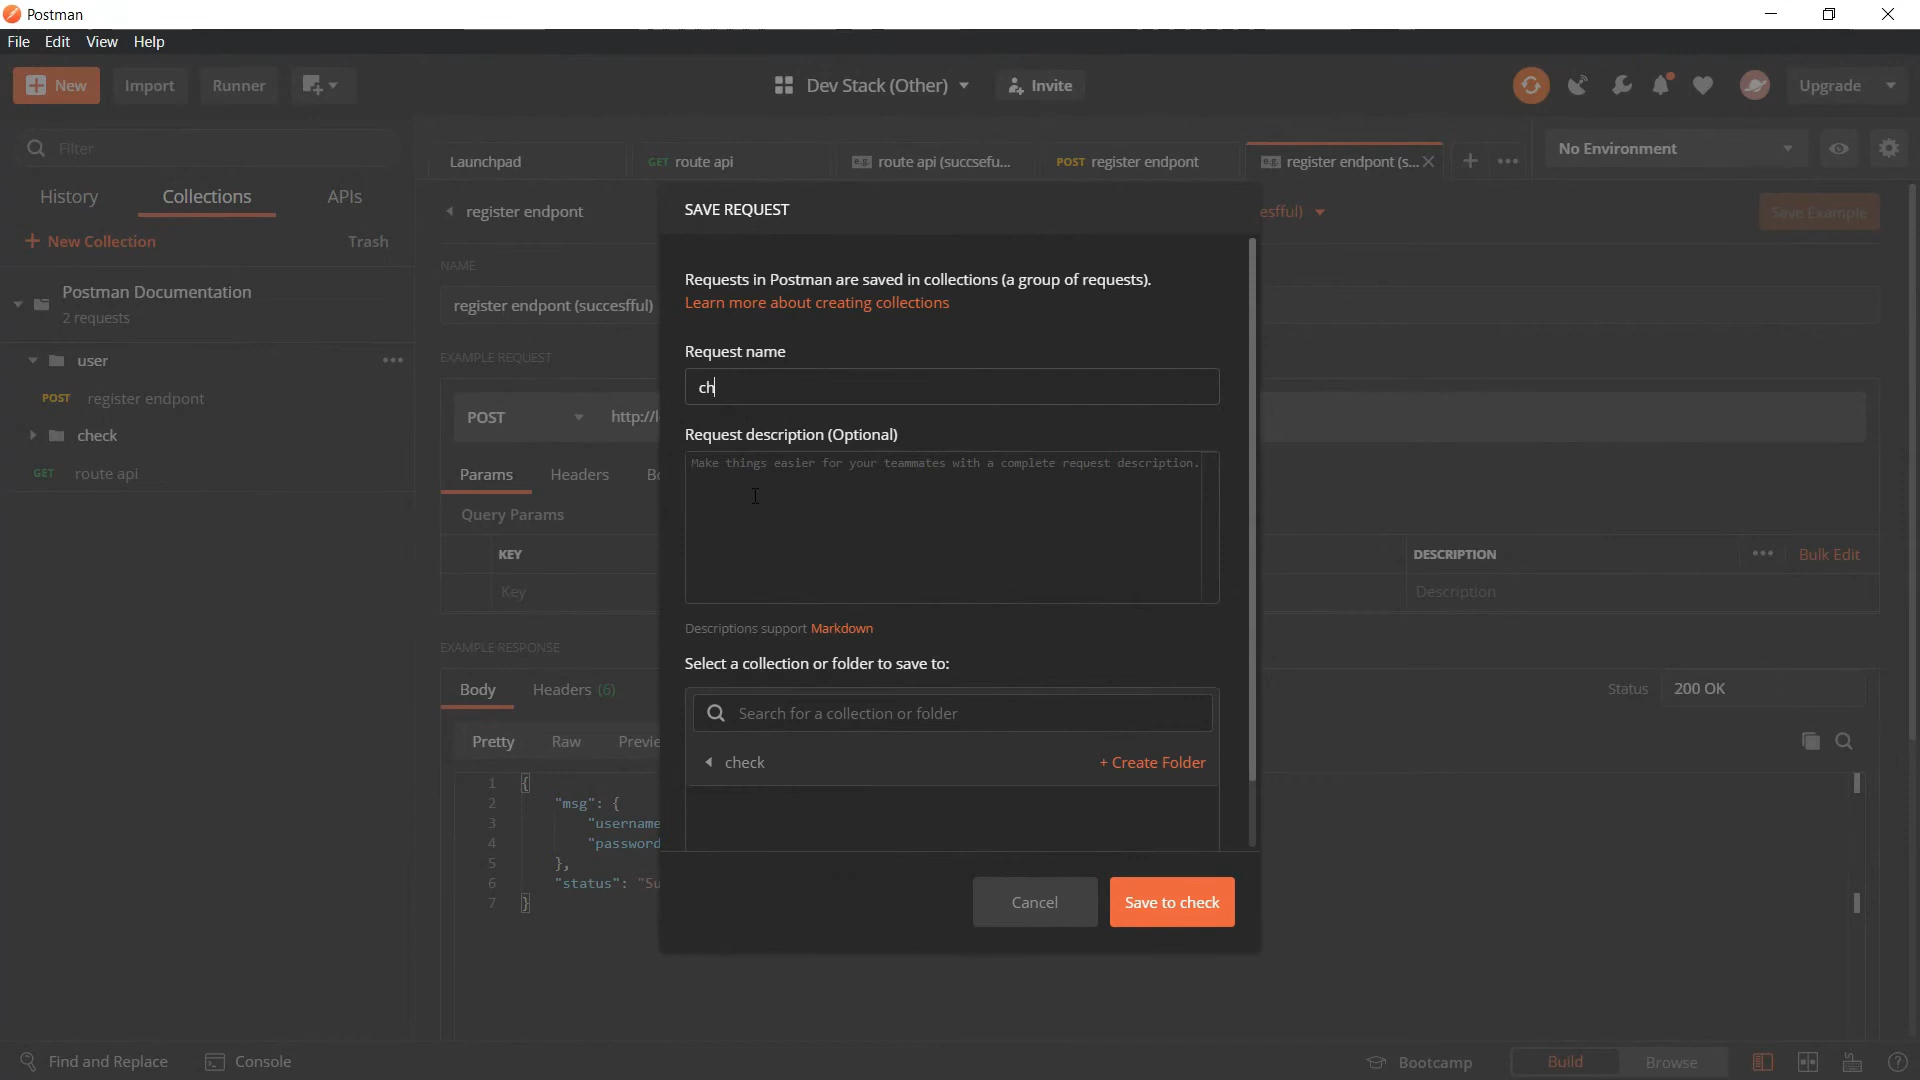 Postman
File Edit View Help
New Import Runner Dev Stack (Other) Invite Upgrade
Filter
Launchpad GET route api e.g. route api (succsefu... POST register endpont e.g. register endpont (s... No Environment
History Collections APIs
New Collection Trash
register endpont SAVE REQUEST esfful) Save Example
Postman Documentation
2 requests
user
POST register endpont
check
GET route api
NAME
register endpont (succesfful)
EXAMPLE REQUEST
POST http://l
Params Headers Bo
Query Params
KEY DESCRIPTION Bulk Edit
Key Description
EXAMPLE RESPONSE
Body Headers (6) Status 200 OK
Pretty Raw Previe
1 {
2 "msg": {
3 "username
4 "password
5 },
6 "status": "Su
7 }
Requests in Postman are saved in collections (a group of requests).
Learn more about creating collections
Request name
ch
Request description (Optional)
Make things easier for your teammates with a complete request description.
Descriptions support Markdown
Select a collection or folder to save to:
Search for a collection or folder
check + Create Folder
Cancel Save to check
Find and Replace Console Bootcamp Build Browse